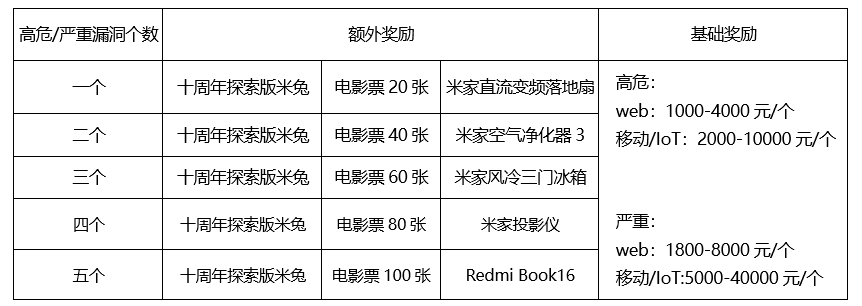 高危/严重漏洞个数 额外奖励 基础奖励
一个 十周年探索版米兔 电影票 20 张 米家直流变频落地扇
二个 十周年探索版米兔 电影票 40 张 米家空气净化器 3
三个 十周年探索版米兔 电影票 60 张 米家风冷三门冰箱
四个 十周年探索版米兔 电影票 80 张 米家投影仪
五个 十周年探索版米兔 电影票 100 张 Redmi Book16
高危：
web：1000-4000 元/个
移动/IoT：2000-10000 元/个
严重：
web：1800-8000 元/个
移动/IoT:5000-40000 元/个